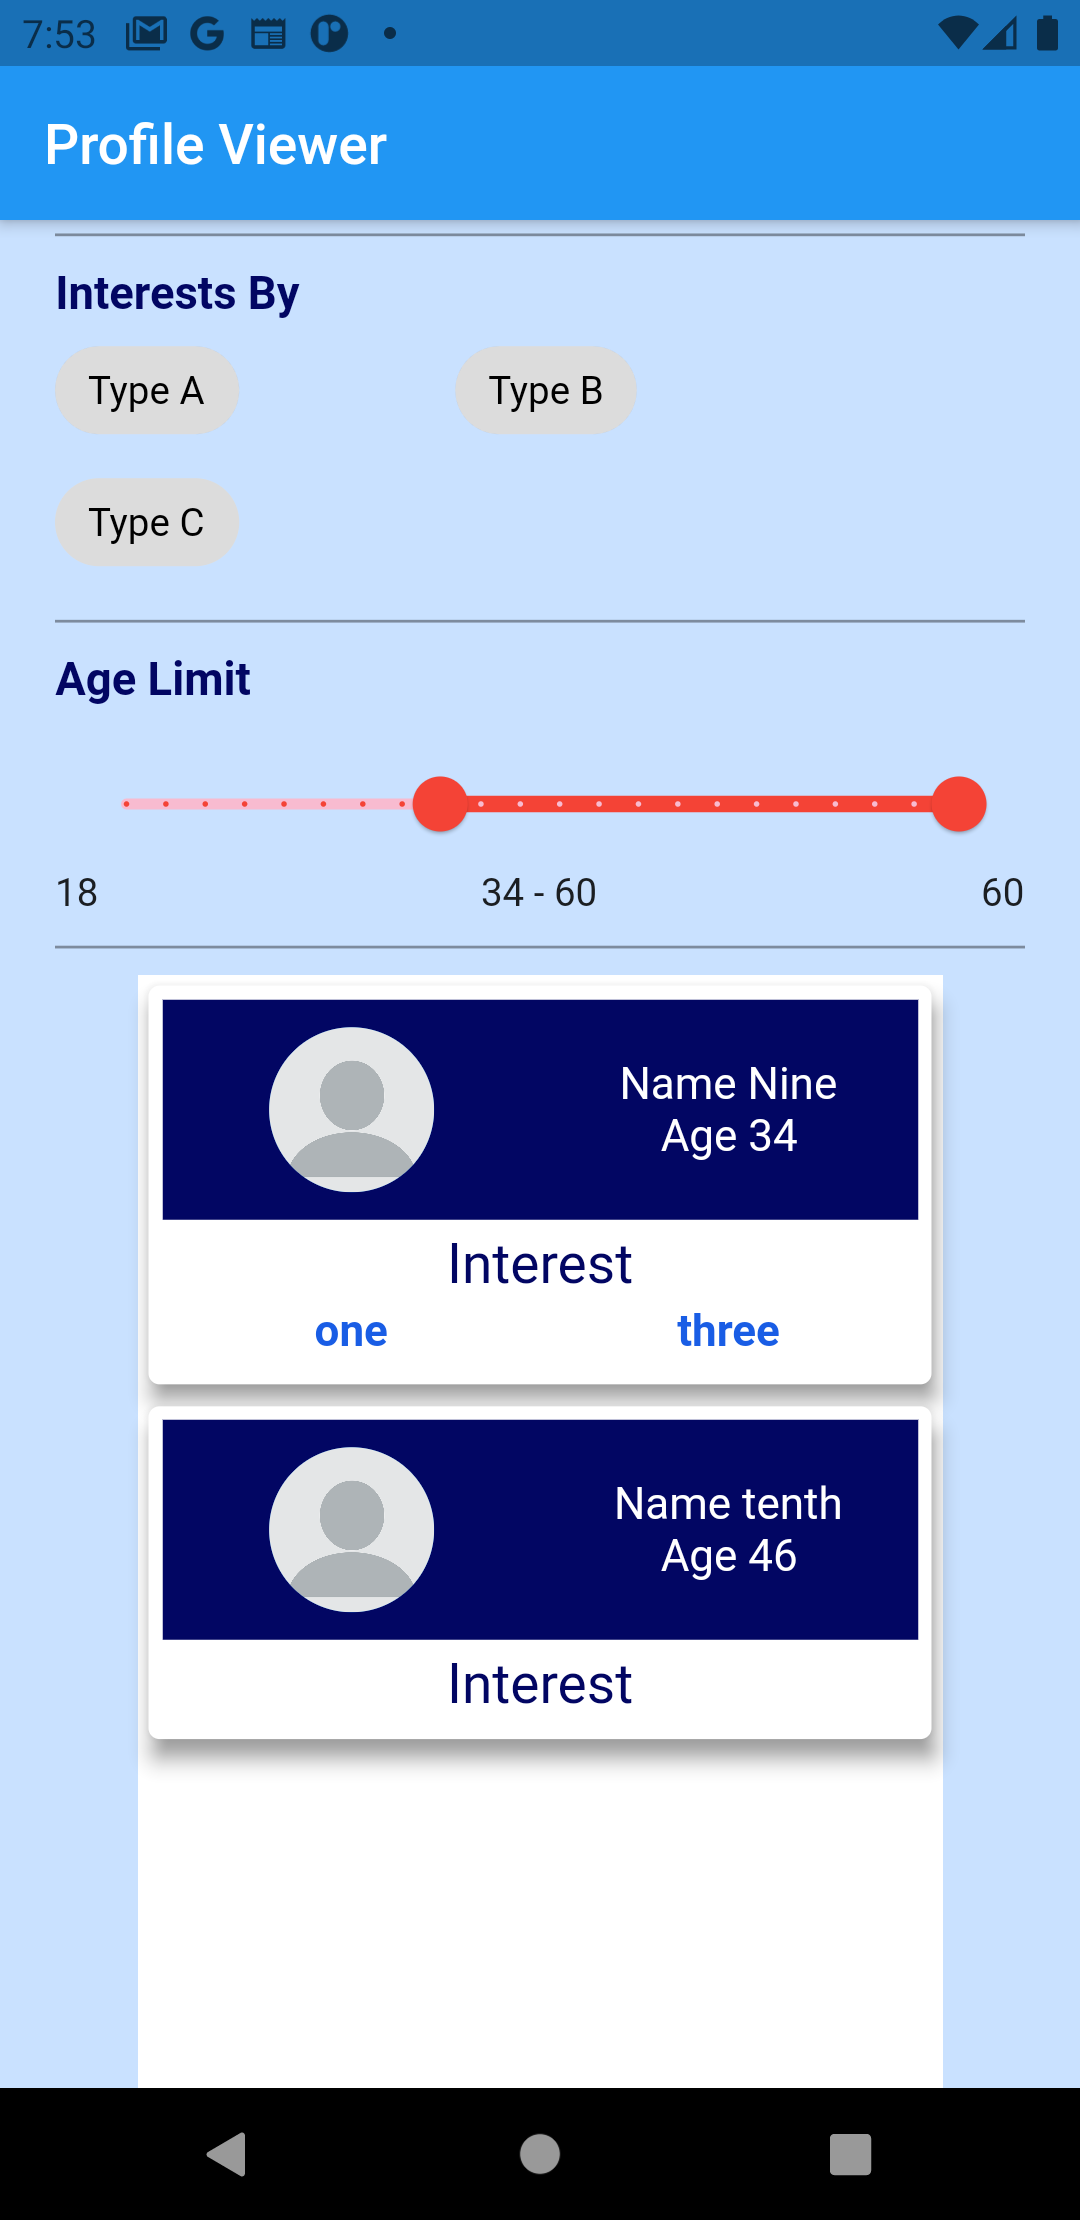 7:53
Profile Viewer
Interests By
Type A Type B
Type C
Age Limit
18 34 - 60 60
Name Nine
Age 34
Interest
one three
Name tenth
Age 46
Interest